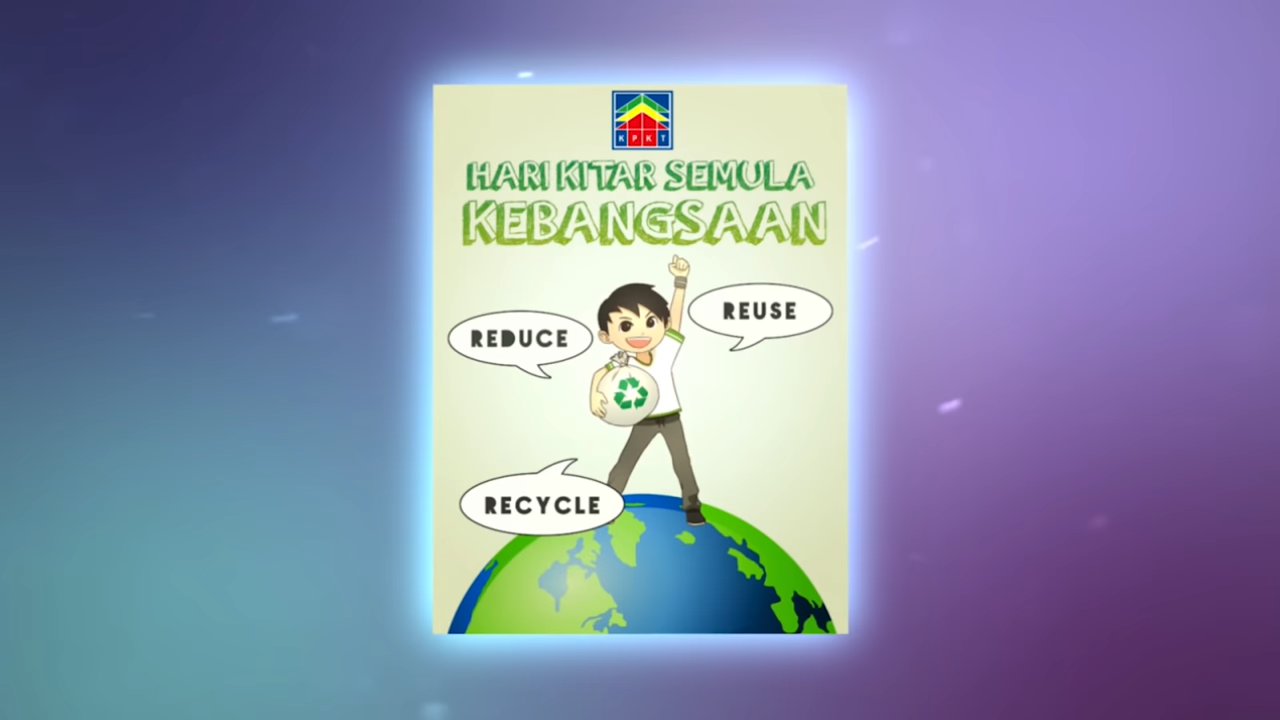 KPKT
HARI KITAR SEMULA
KEBANGSAAN
REUSE
REDUCE
RECYCLE